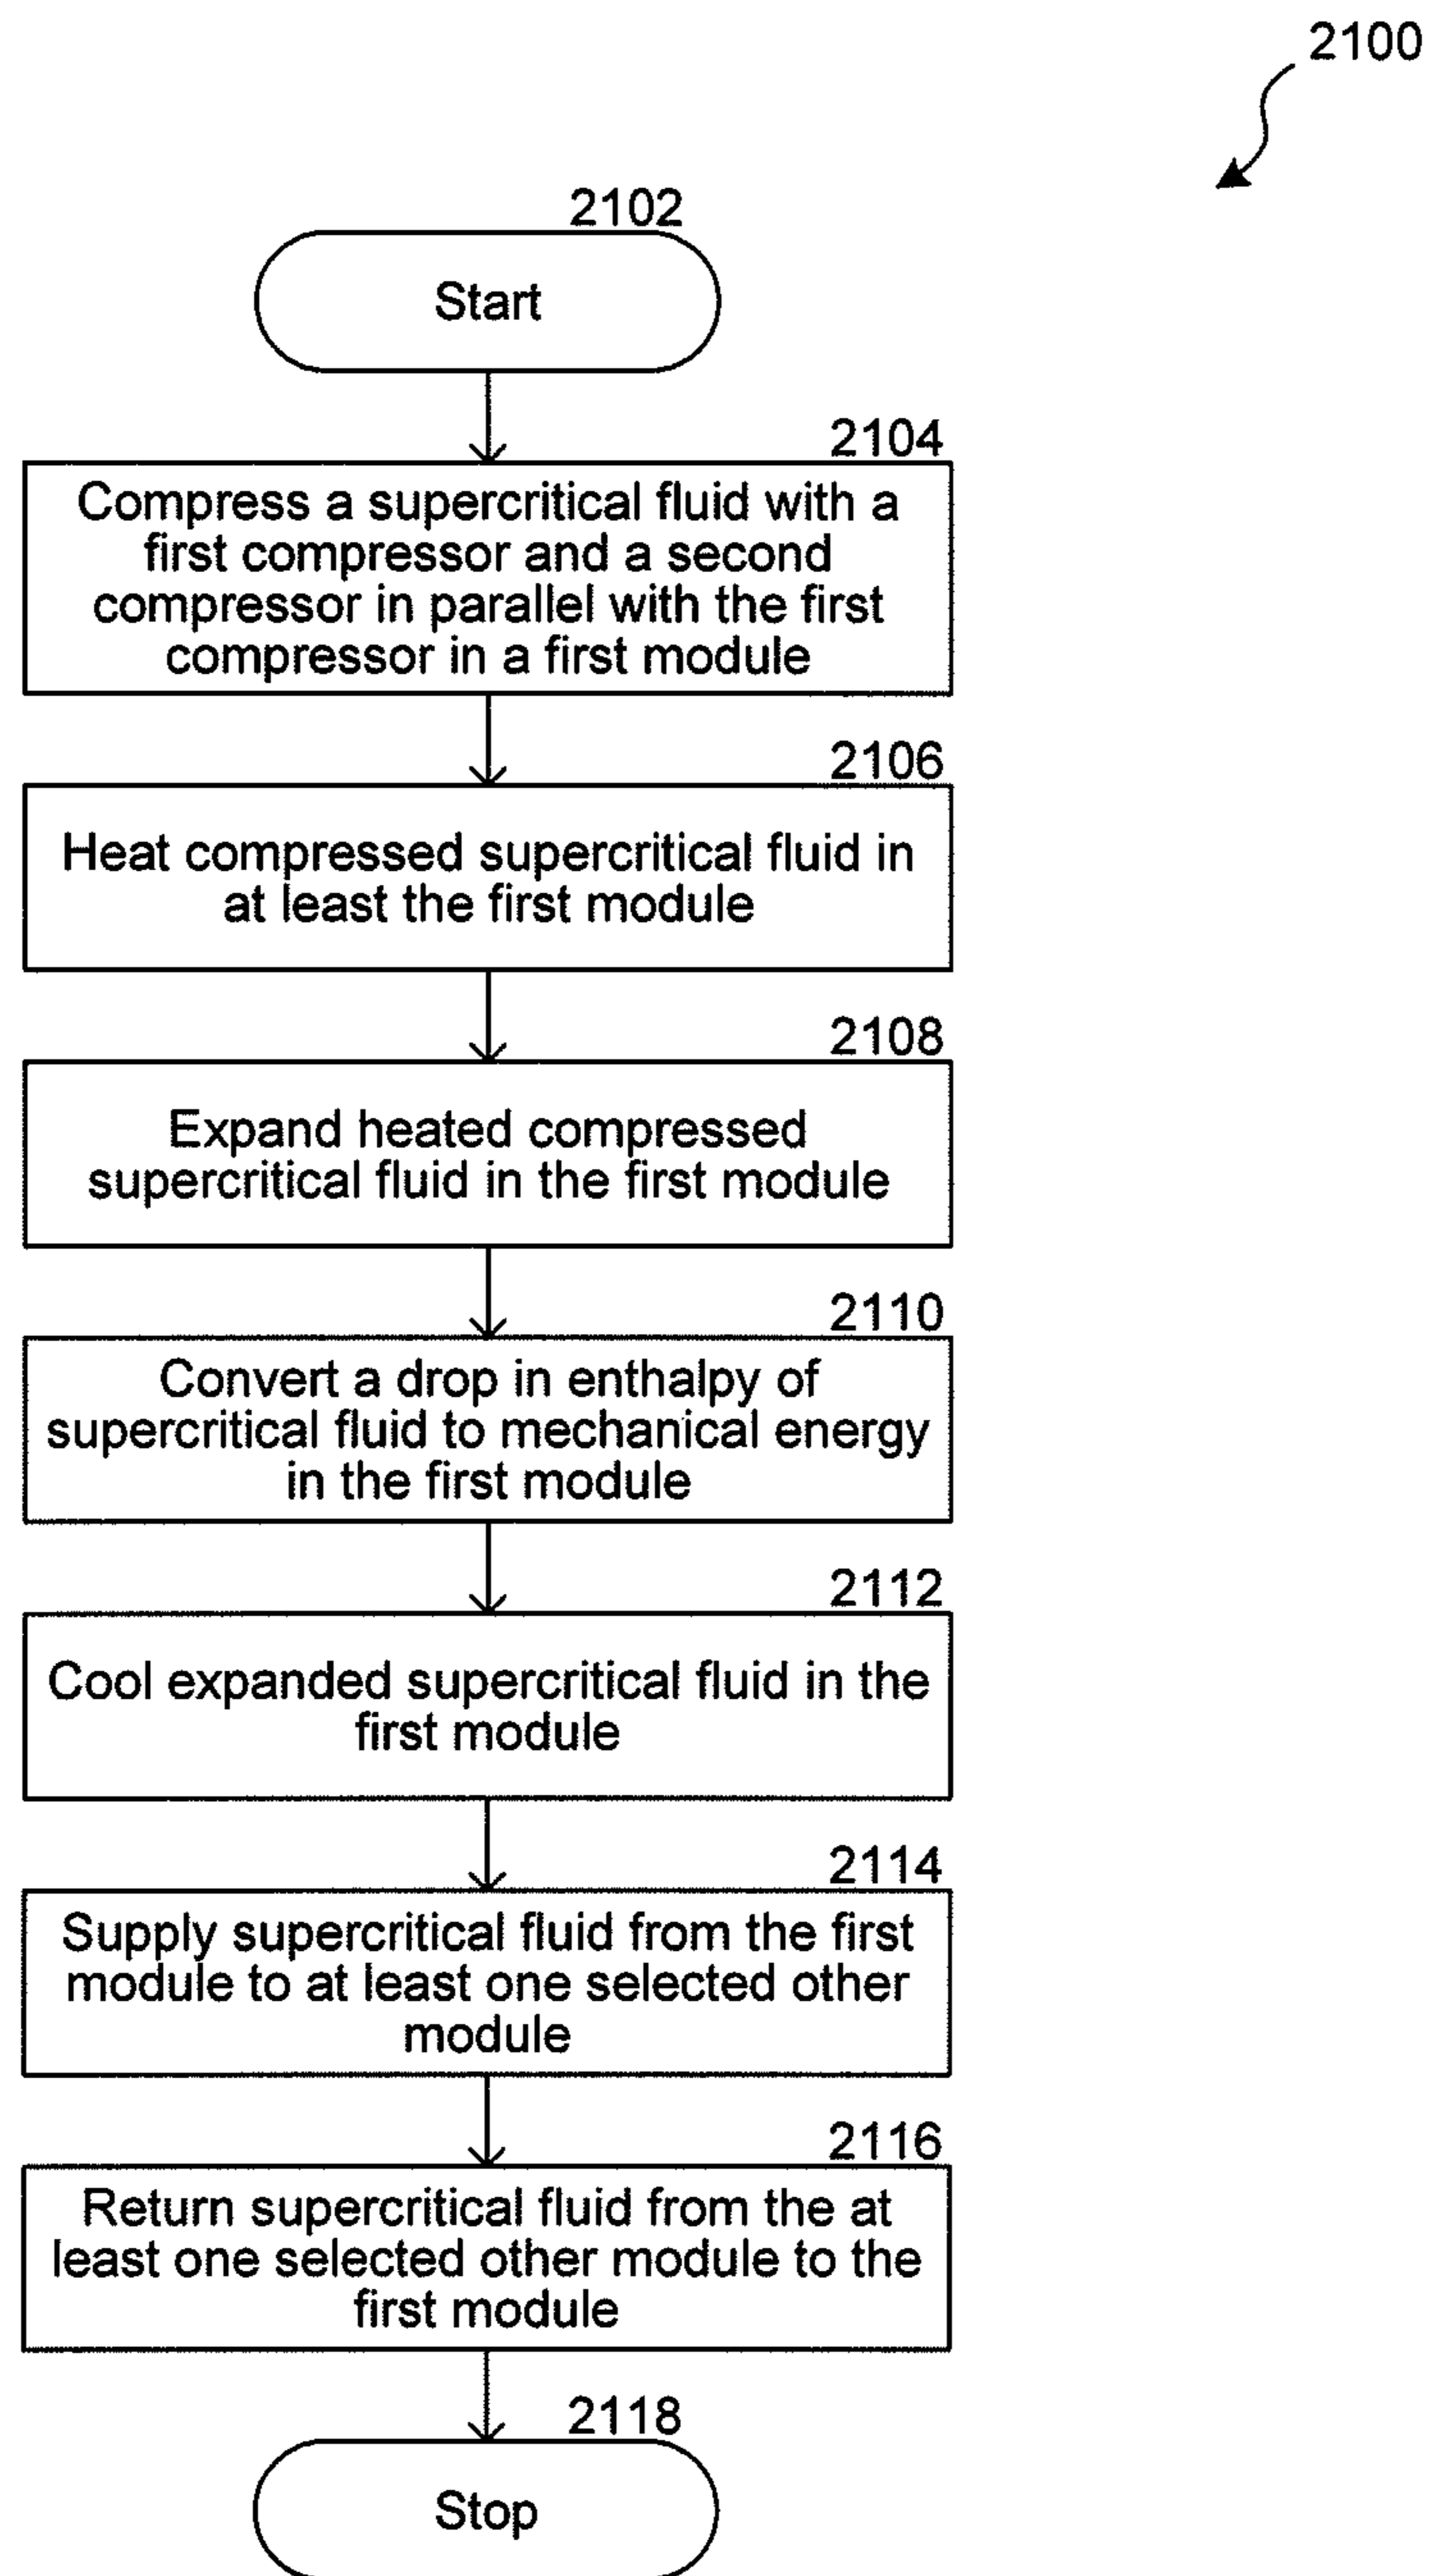 2100
2102
Start
2104
Compress a supercritical fluid with a
first compressor and a second
compressor in parallel with the first
compressor in a first module
2106
Heat compressed supercritical fluid in
at least the first module
2108
Expand heated compressed
supercritical fluid in the first module
2110
Convert a drop in enthalpy of
supercritical fluid to mechanical energy
in the first module
2112
Cool expanded supercritical fluid in the
first module
2114
Supply supercritical fluid from the first
module to at least one selected other
module
2116
Return supercritical fluid from the at
least one selected other module to the
first module
2118
Stop